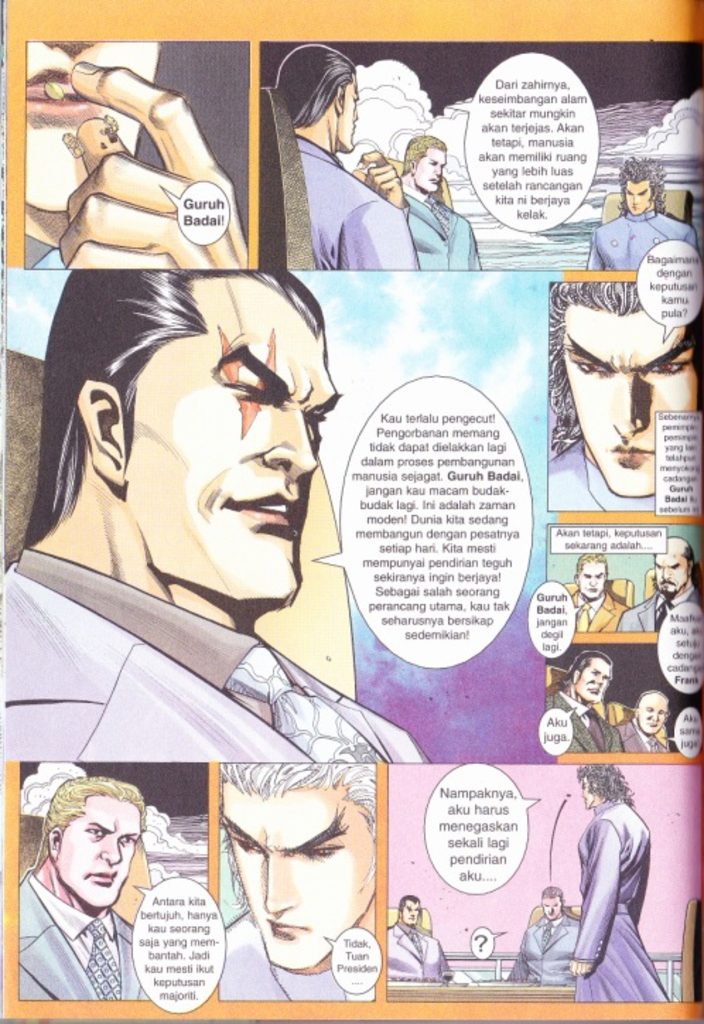 Guruh
Badai!
Dari zahirnya,
keseimbangan alam
sekitar mungkin
akan terjejas. Akan
tetapi, manusia
akan memiliki ruang
yang lebih luas
setelah rancangan
kita ni berjaya
kelak.
Bagaimana
dengan
keputusan
kamu
pula?
Kau terlalu pengecut!
Pengorbanan memang
tidak dapat dielakkan lagi
dalam proses pembangunan
manusia sejagat. Guruh Badai,
jangan kau macam budak-
budak lagi. Ini adalah zaman
moden! Dunia kita sedang
membangun dengan pesatnya
setiap hari. Kita mesti
mempunyai pendirian teguh
sekiranya ingin berjaya!
Sebagai salah seorang
perancang utama, kau tak
seharusnya bersikap
sedemikian!
Sebenarnya
pemimpin-
pemimpin
yang lain
telahpun
menyokong
cadangan
Guruh
Badai itu
sebelum ini.
Akan tetapi, keputusan
sekarang adalah....
Guruh
Badai,
jangan
degil
lagi.
Maafkan
aku, aku
setuju
dengan
cadangan
Frank.
Aku
juga.
Aku
sama
juga.
Antara kita
bertujuh, hanya
kau seorang
saja yang mem-
bantah. Jadi
kau mesti ikut
keputusan
majoriti.
Tidak,
Tuan
Presiden
....
Nampaknya,
aku harus
menegaskan
sekali lagi
pendirian
aku....
?